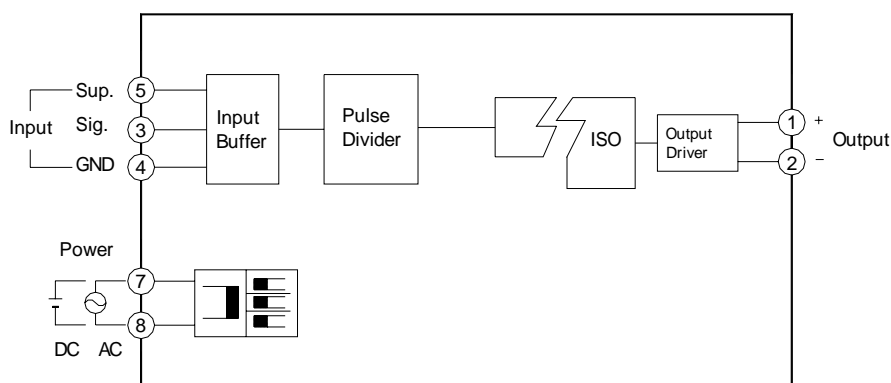 Sup. 5
Input Sig. 3
GND 4
Input
Buffer
Pulse
Divider
ISO
Output
Driver
1 +
2 −
Output
Power
7
8
DC AC